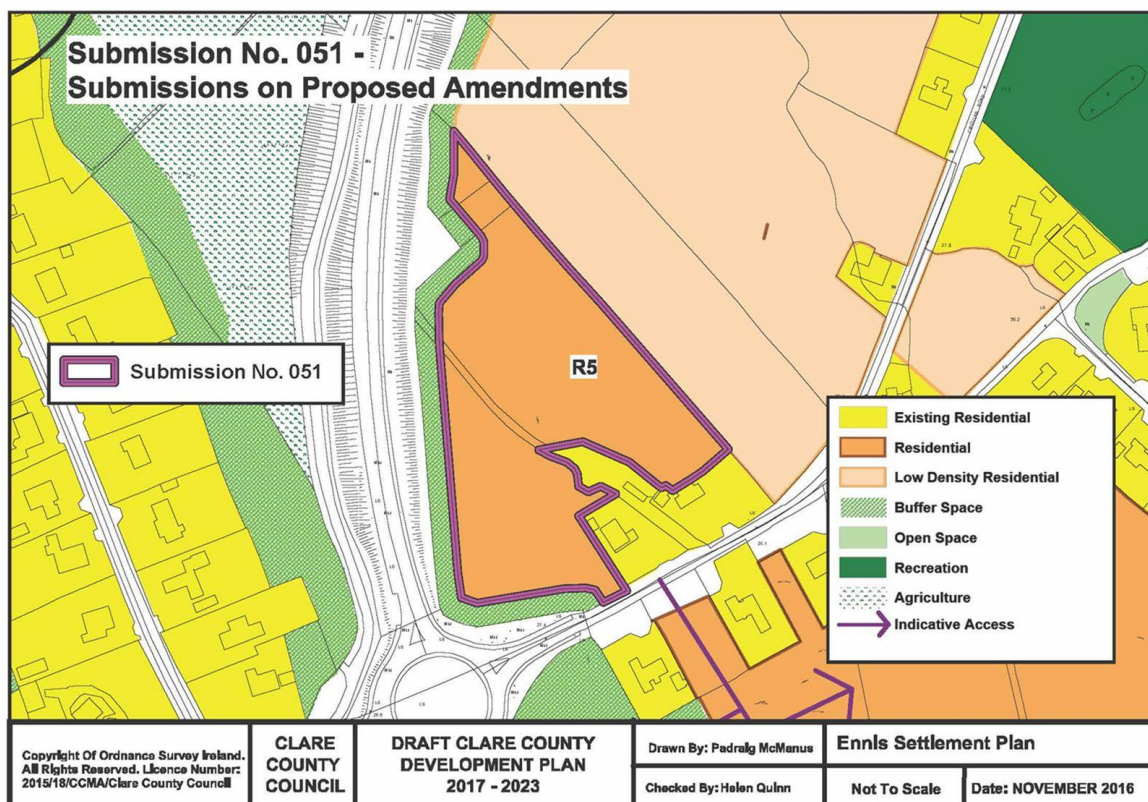 Submission No. 051 -
Submissions on Proposed Amendments
Submission No. 051
R5
Existing Residential
Residential
Low Density Residential
Buffer Space
Open Space
Recreation
Agriculture
Indicative Access
Copyright Of Ordnance Survey Ireland.
All Rights Reserved. Licence Number:
2015/18/CCMA/Clare County Council
CLARE
COUNTY
COUNCIL
DRAFT CLARE COUNTY
DEVELOPMENT PLAN
2017 - 2023
Drawn By: Padraig McManus
Checked By: Helen Quinn
Ennis Settlement Plan
Not To Scale
Date: NOVEMBER 2016